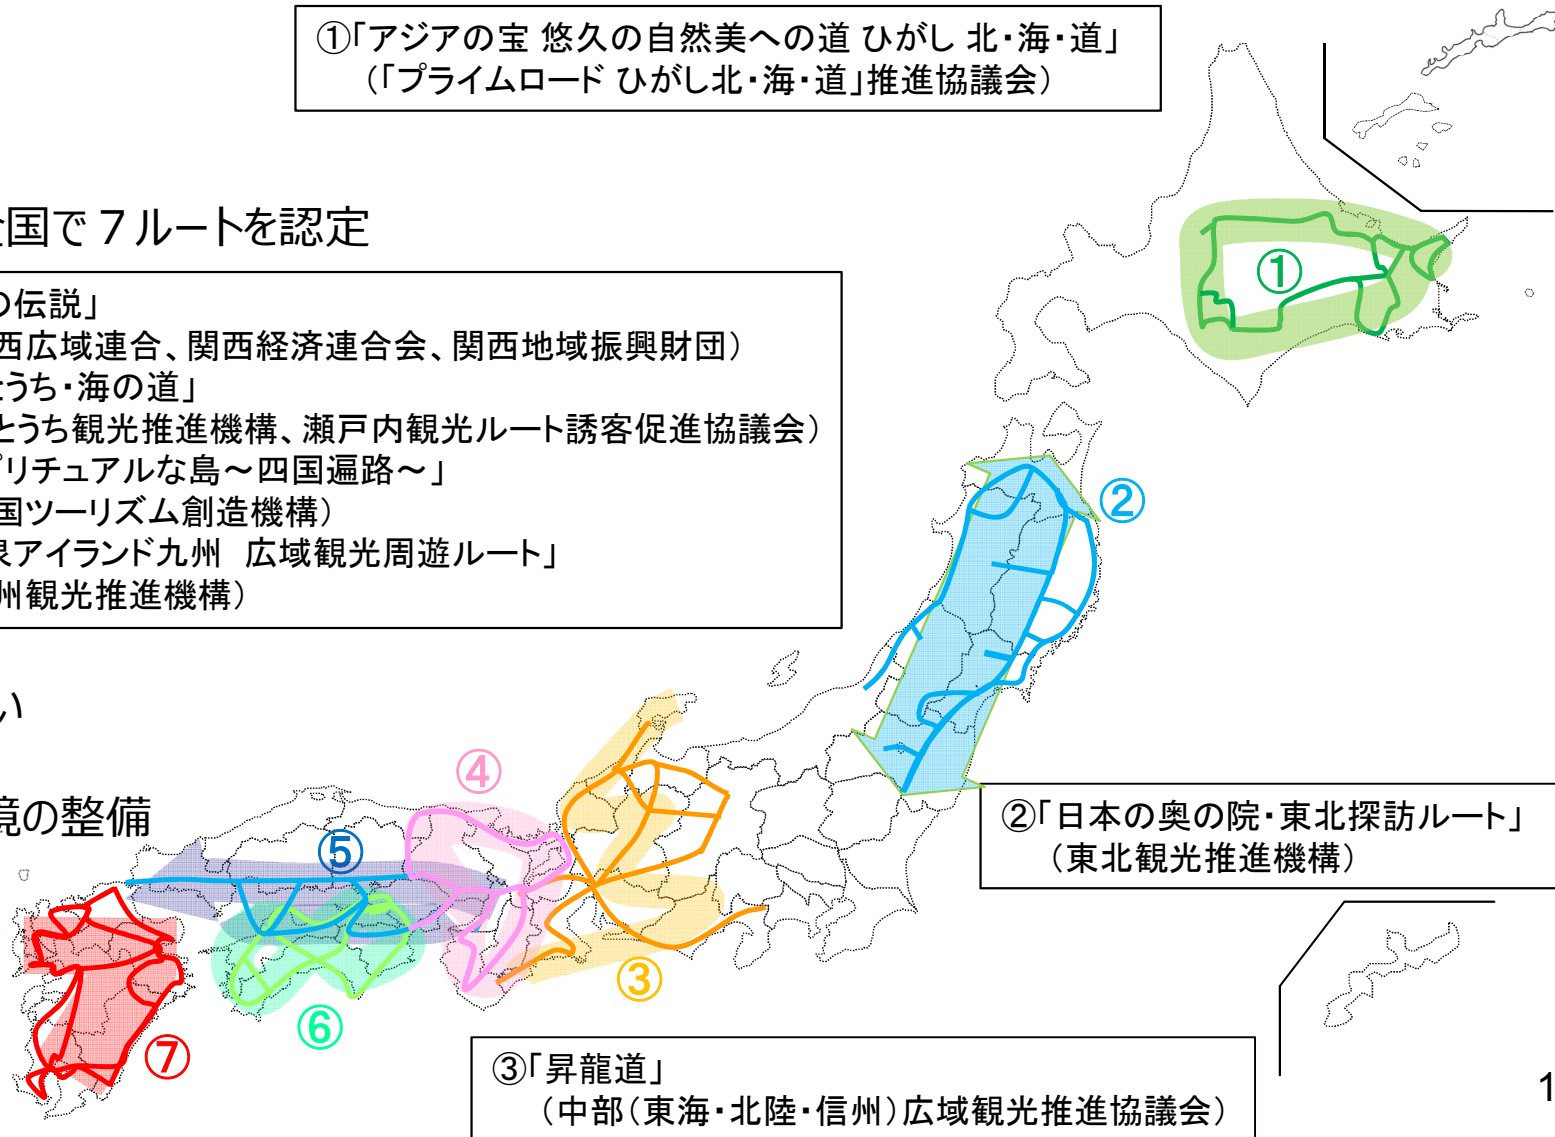 ①「アジアの宝 悠久の自然美への道 ひがし 北・海・道」
（「プライムロード ひがし北・海・道」推進協議会）
全国で７ルートを認定
の伝説」
西広域連合、関西経済連合会、関西地域振興財団）
とうち・海の道」
とうち観光推進機構、瀬戸内観光ルート誘客促進協議会）
ピリチュアルな島～四国遍路～」
国ツーリズム創造機構）
泉アイランド九州 広域観光周遊ルート」
州観光推進機構）
い
境の整備
①
②
④
⑤
②「日本の奥の院・東北探訪ルート」
（東北観光推進機構）
③
⑥
⑦
③「昇龍道」
（中部（東海・北陸・信州）広域観光推進協議会）
1